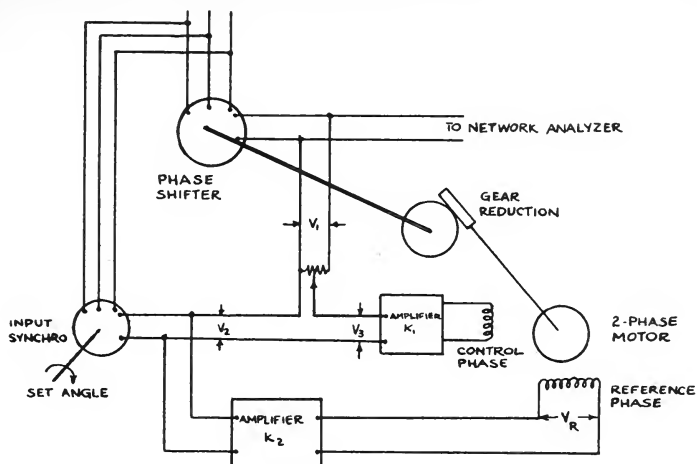 TO NETWORK ANALYZER
PHASE
SHIFTER
GEAR
REDUCTION
V₁
INPUT
SYNCHRO
V₂
V₃
AMPLIFIER
K₁
CONTROL
PHASE
2-PHASE
MOTOR
SET ANGLE
REFERENCE
PHASE
AMPLIFIER
K₂
V_R